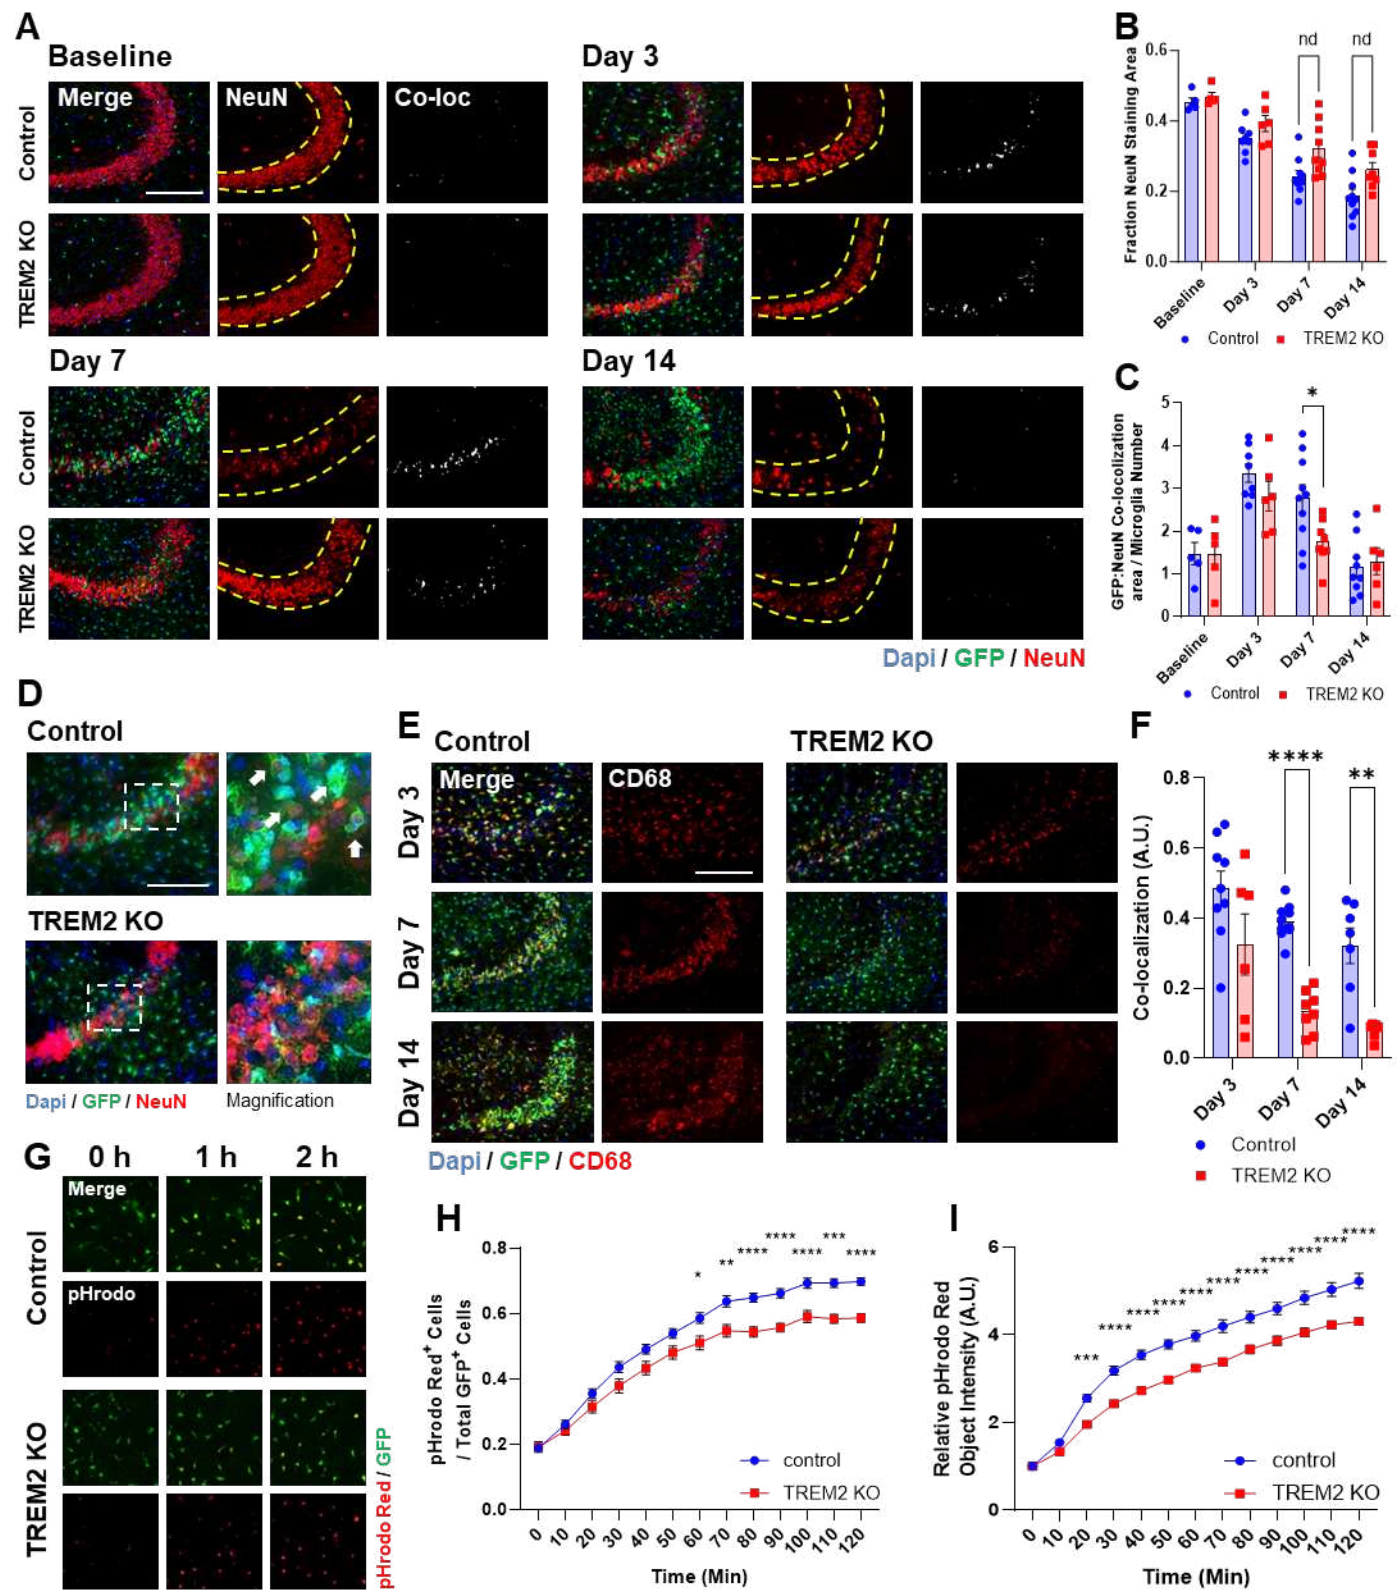 A
Baseline
Day 3
Merge
NeuN
Co-loc
Control
TREM2 KO
Day 7
Day 14
Control
TREM2 KO
Dapi / GFP / NeuN
B
Fraction NeuN Staining Area
0.6
0.4
0.2
0.0
nd
nd
Baseline
Day 3
Day 7
Day 14
Control
TREM2 KO
C
GFP:NeuN Co-locolization
area / Microglia Number
5
4
3
2
1
0
*
Baseline
Day 3
Day 7
Day 14
Control
TREM2 KO
D
Control
TREM2 KO
Dapi / GFP / NeuN
Magnification
E
Control
TREM2 KO
Merge
CD68
Day 3
Day 7
Day 14
Dapi / GFP / CD68
F
Co-localization (A.U.)
0.8
0.6
0.4
0.2
0.0
****
**
Day 3
Day 7
Day 14
Control
TREM2 KO
G
0 h
1 h
2 h
Merge
pHrodo
Control
TREM2 KO
pHrodo Red / GFP
H
pHrodo Red+ Cells
/ Total GFP+ Cells
0.8
0.6
0.4
0.2
0.0
*
**
****
****
****
***
****
control
TREM2 KO
0
10
20
30
40
50
60
70
80
90
100
110
120
Time (Min)
I
Relative pHrodo Red
Object Intensity (A.U.)
6
4
2
0
***
****
****
****
****
****
****
****
****
****
****
control
TREM2 KO
0
10
20
30
40
50
60
70
80
90
100
110
120
Time (Min)